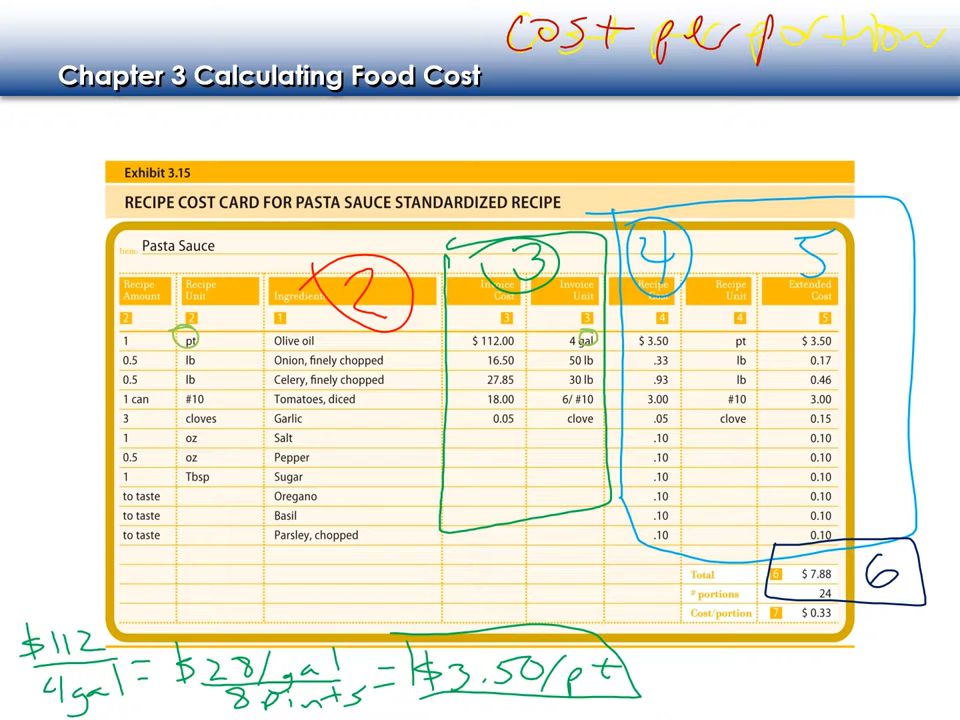 cost per portion
Chapter 3 Calculating Food Cost
Exhibit 3.15
RECIPE COST CARD FOR PASTA SAUCE STANDARDIZED RECIPE
Item: Pasta Sauce
3 4 5
2
Recipe Amount Recipe Unit Ingredient Invoice Cost Invoice Unit Recipe Cost Recipe Unit Extended Cost
2 2 1 3 3 4 4 5
1 pt Olive oil $ 112.00 4 gal $ 3.50 pt $ 3.50
0.5 lb Onion, finely chopped 16.50 50 lb .33 lb 0.17
0.5 lb Celery, finely chopped 27.85 30 lb .93 lb 0.46
1 can #10 Tomatoes, diced 18.00 6/ #10 3.00 #10 3.00
3 cloves Garlic 0.05 clove .05 clove 0.15
1 oz Salt .10 0.10
0.5 oz Pepper .10 0.10
1 Tbsp Sugar .10 0.10
to taste Oregano .10 0.10
to taste Basil .10 0.10
to taste Parsley, chopped .10 0.10
Total 6 $ 7.88 6
# portions 24
Cost/portion 7 $ 0.33
$112 / 4gal = $28/gal / 8 pints = $3.50/pt